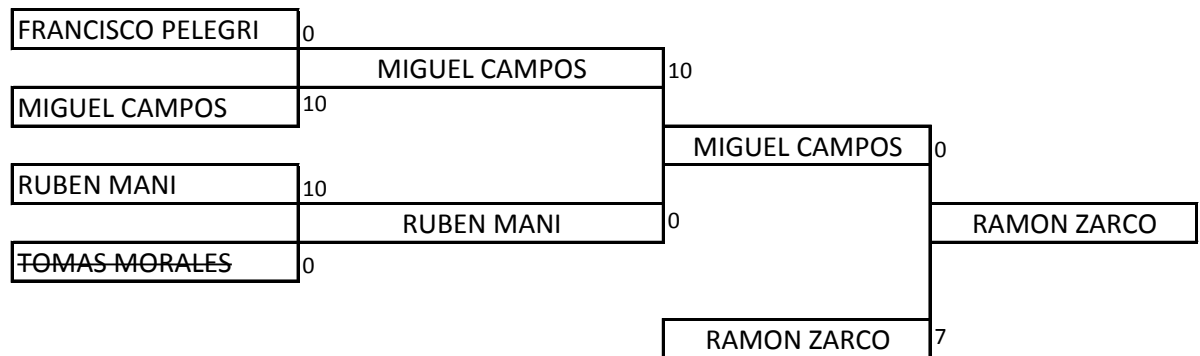 FRANCISCO PELEGRI 0
MIGUEL CAMPOS 10
MIGUEL CAMPOS 10
MIGUEL CAMPOS 0
RUBEN MANI 10
RAMON ZARCO
RUBEN MANI 0
TOMAS MORALES 0
RAMON ZARCO 7